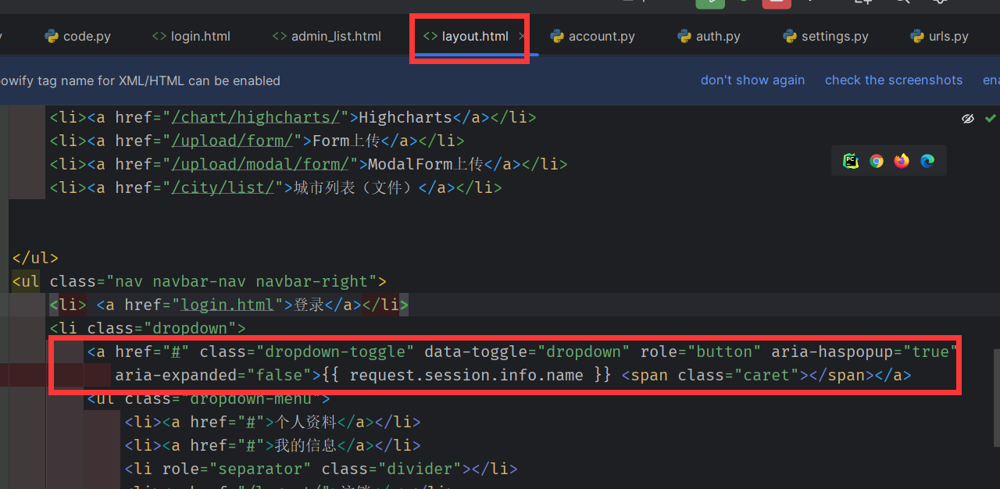 code.py login.html admin_list.html layout.html account.py auth.py settings.py urls.py
owify tag name for XML/HTML can be enabled don't show again check the screenshots
<li><a href="/chart/highcharts/">Highcharts</a></li>
<li><a href="/upload/form/">Form上传</a></li>
<li><a href="/upload/modal/form/">ModalForm上传</a></li>
<li><a href="/city/list/">城市列表（文件）</a></li>
</ul>
<ul class="nav navbar-nav navbar-right">
<li> <a href="login.html">登录</a></li>
<li class="dropdown">
<a href="#" class="dropdown-toggle" data-toggle="dropdown" role="button" aria-haspopup="true"
aria-expanded="false">{{ request.session.info.name }} <span class="caret"></span></a>
<ul class="dropdown-menu">
<li><a href="#">个人资料</a></li>
<li><a href="#">我的信息</a></li>
<li role="separator" class="divider"></li>